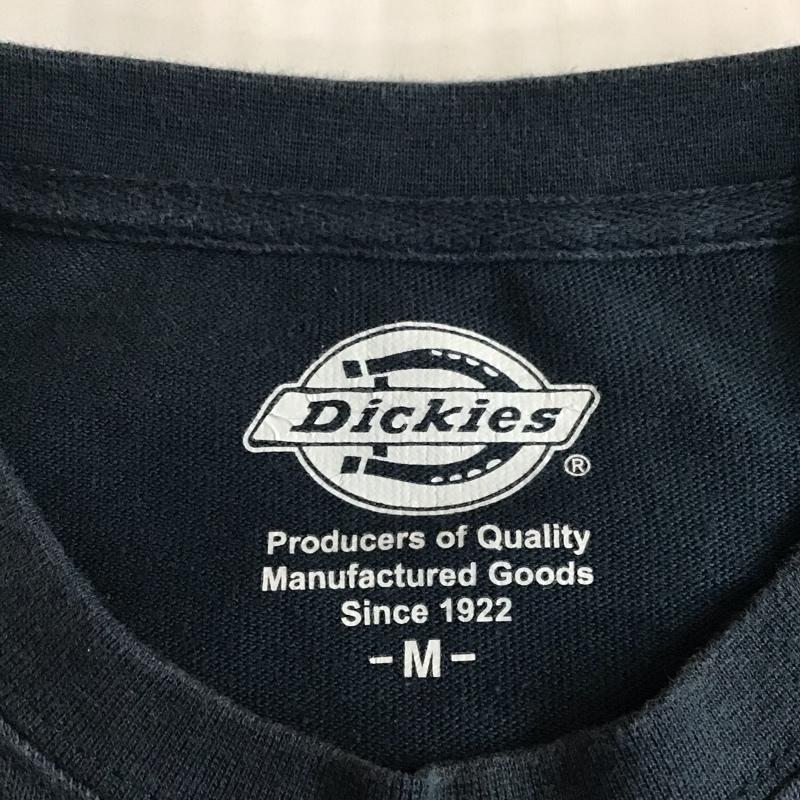 Dickies
®
Producers of Quality
Manufactured Goods
Since 1922
-M-